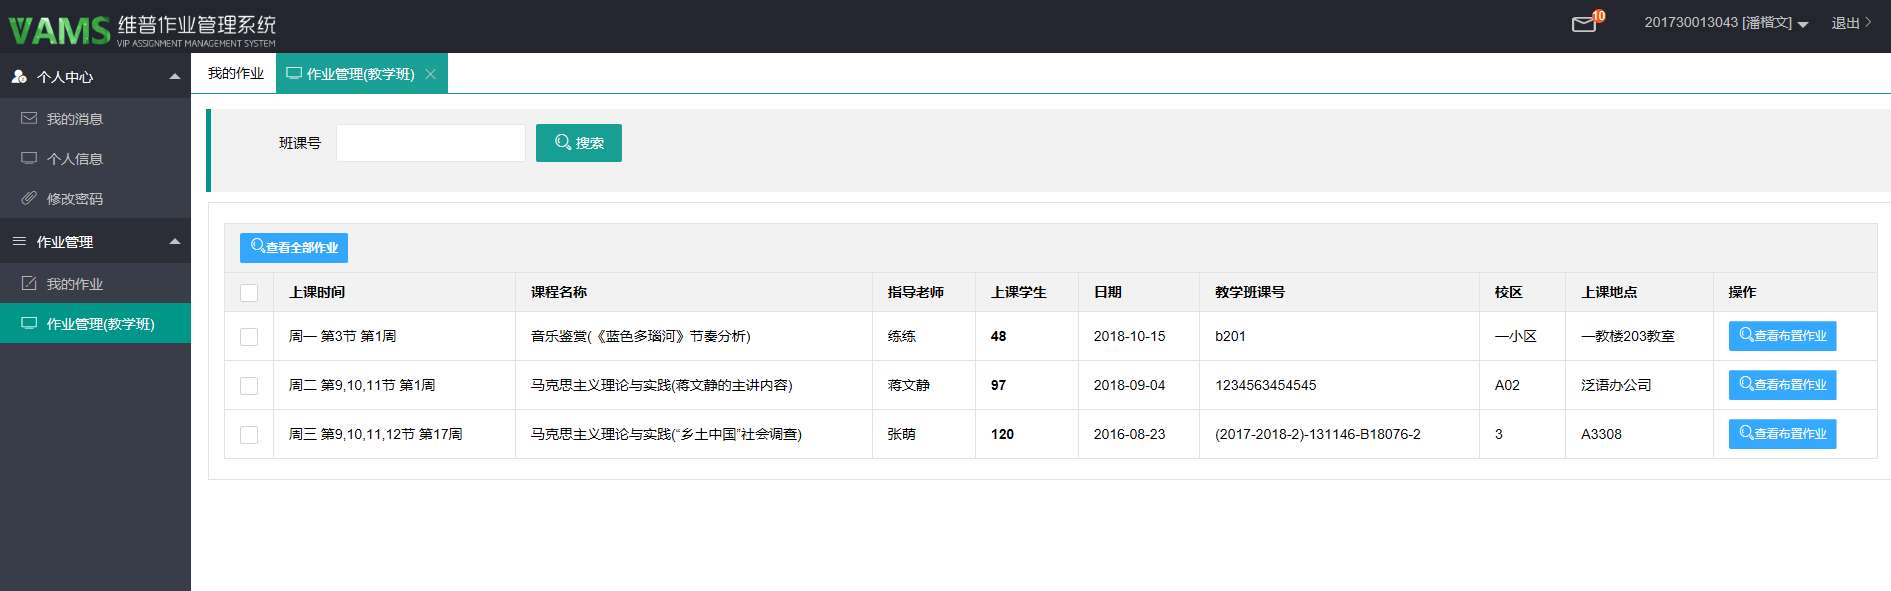 VAMS 维普作业管理系统
VIP ASSIGNMENT MANAGEMENT SYSTEM
10
201730013043 [潘楷文]
退出
个人中心
我的消息
个人信息
修改密码
作业管理
我的作业
作业管理(教学班)
我的作业
作业管理(教学班)
班课号
搜索
查看全部作业
上课时间 课程名称 指导老师 上课学生 日期 教学班课号 校区 上课地点 操作
周一 第3节 第1周 音乐鉴赏(《蓝色多瑙河》节奏分析) 练练 48 2018-10-15 b201 一小区 一教楼203教室 查看布置作业
周二 第9,10,11节 第1周 马克思主义理论与实践(蒋文静的主讲内容) 蒋文静 97 2018-09-04 1234563454545 A02 泛语办公司 查看布置作业
周三 第9,10,11,12节 第17周 马克思主义理论与实践(“乡土中国”社会调查) 张萌 120 2016-08-23 (2017-2018-2)-131146-B18076-2 3 A3308 查看布置作业